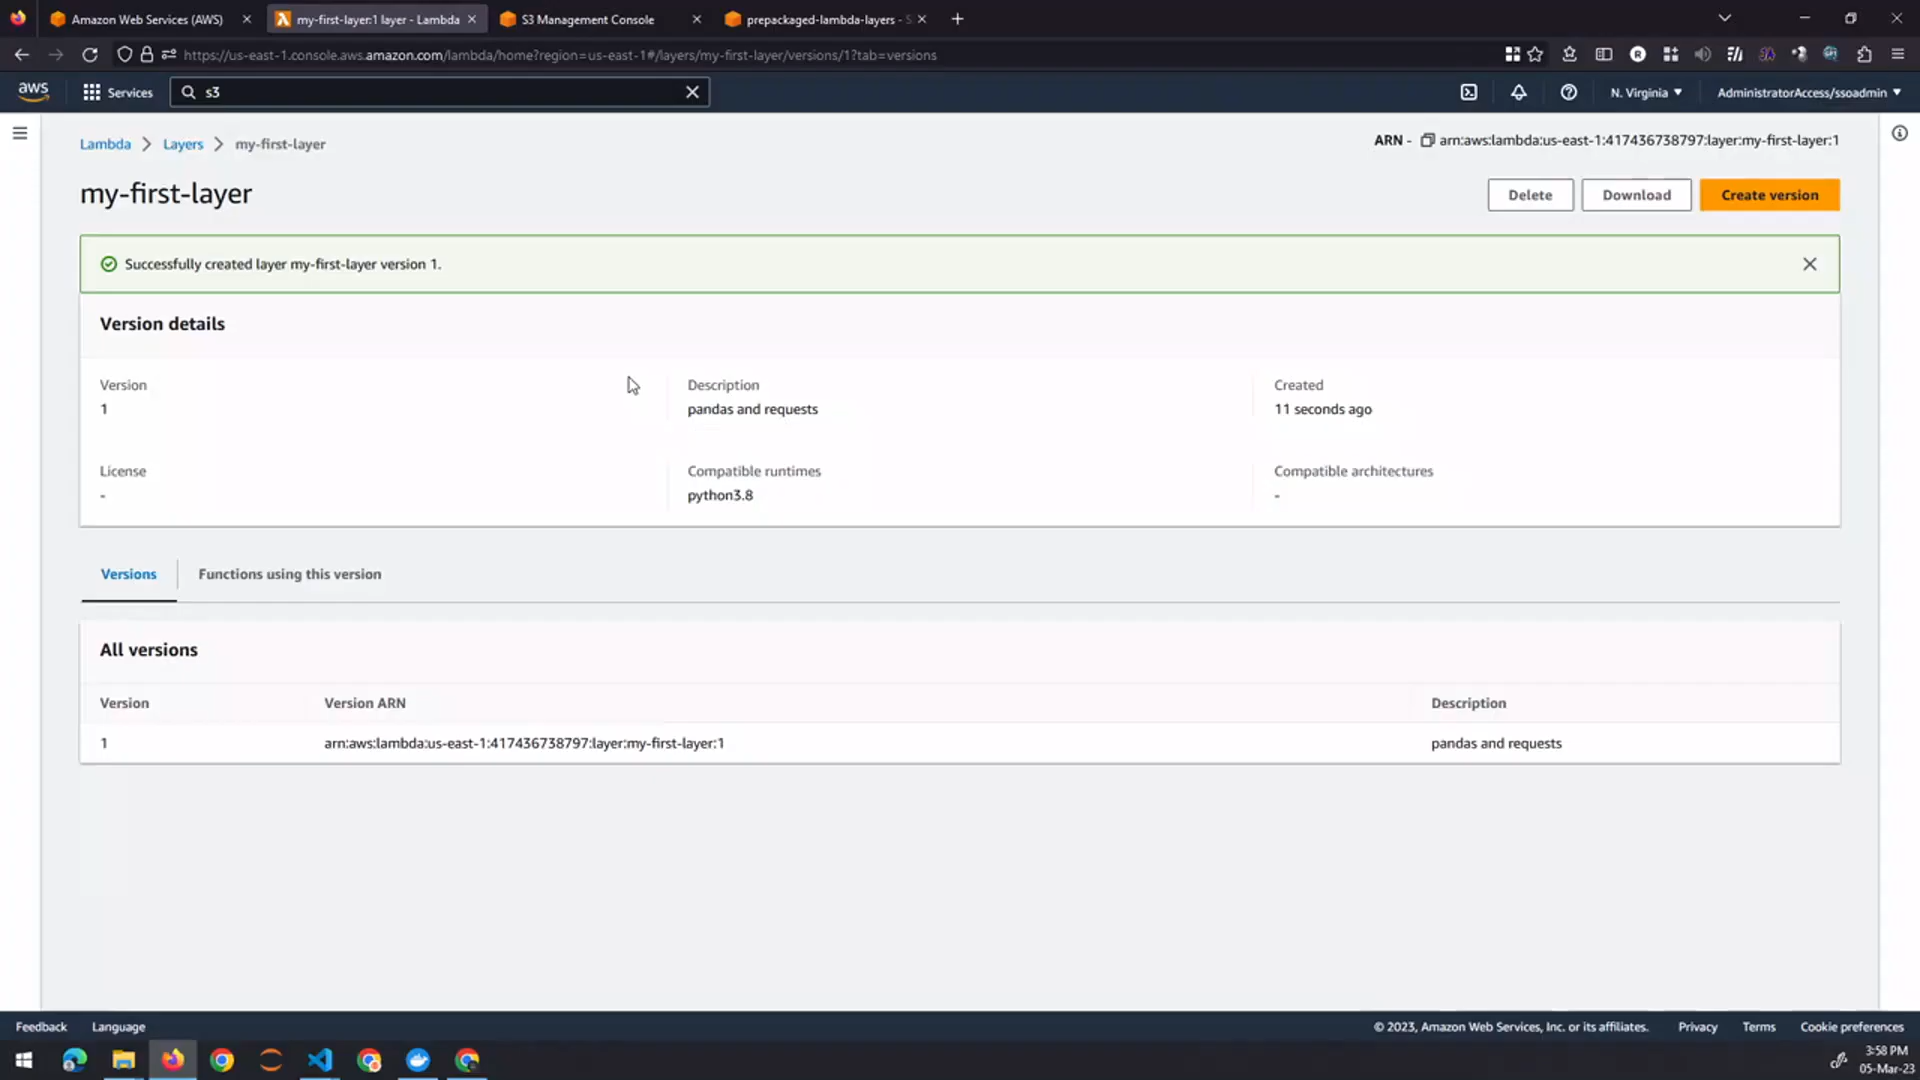 Amazon Web Services (AWS)
my-first-layer:1 layer - Lambda
S3 Management Console
prepackaged-lambda-layers - S
https://us-east-1.console.aws.amazon.com/lambda/home?region=us-east-1#/layers/my-first-layer/versions/1?tab=versions
aws
Services
s3
N. Virginia
AdministratorAccess/ssoadmin
Lambda
Layers
my-first-layer
ARN - arn:aws:lambda:us-east-1:417436738797:layer:my-first-layer:1
my-first-layer
Delete
Download
Create version
Successfully created layer my-first-layer version 1.
Version details
Version
Description
Created
1
pandas and requests
11 seconds ago
License
Compatible runtimes
Compatible architectures
-
python3.8
-
Versions
Functions using this version
All versions
Version
Version ARN
Description
1
arn:aws:lambda:us-east-1:417436738797:layer:my-first-layer:1
pandas and requests
Feedback
Language
© 2023, Amazon Web Services, Inc. or its affiliates.
Privacy
Terms
Cookie preferences
3:58 PM
05-Mar-23